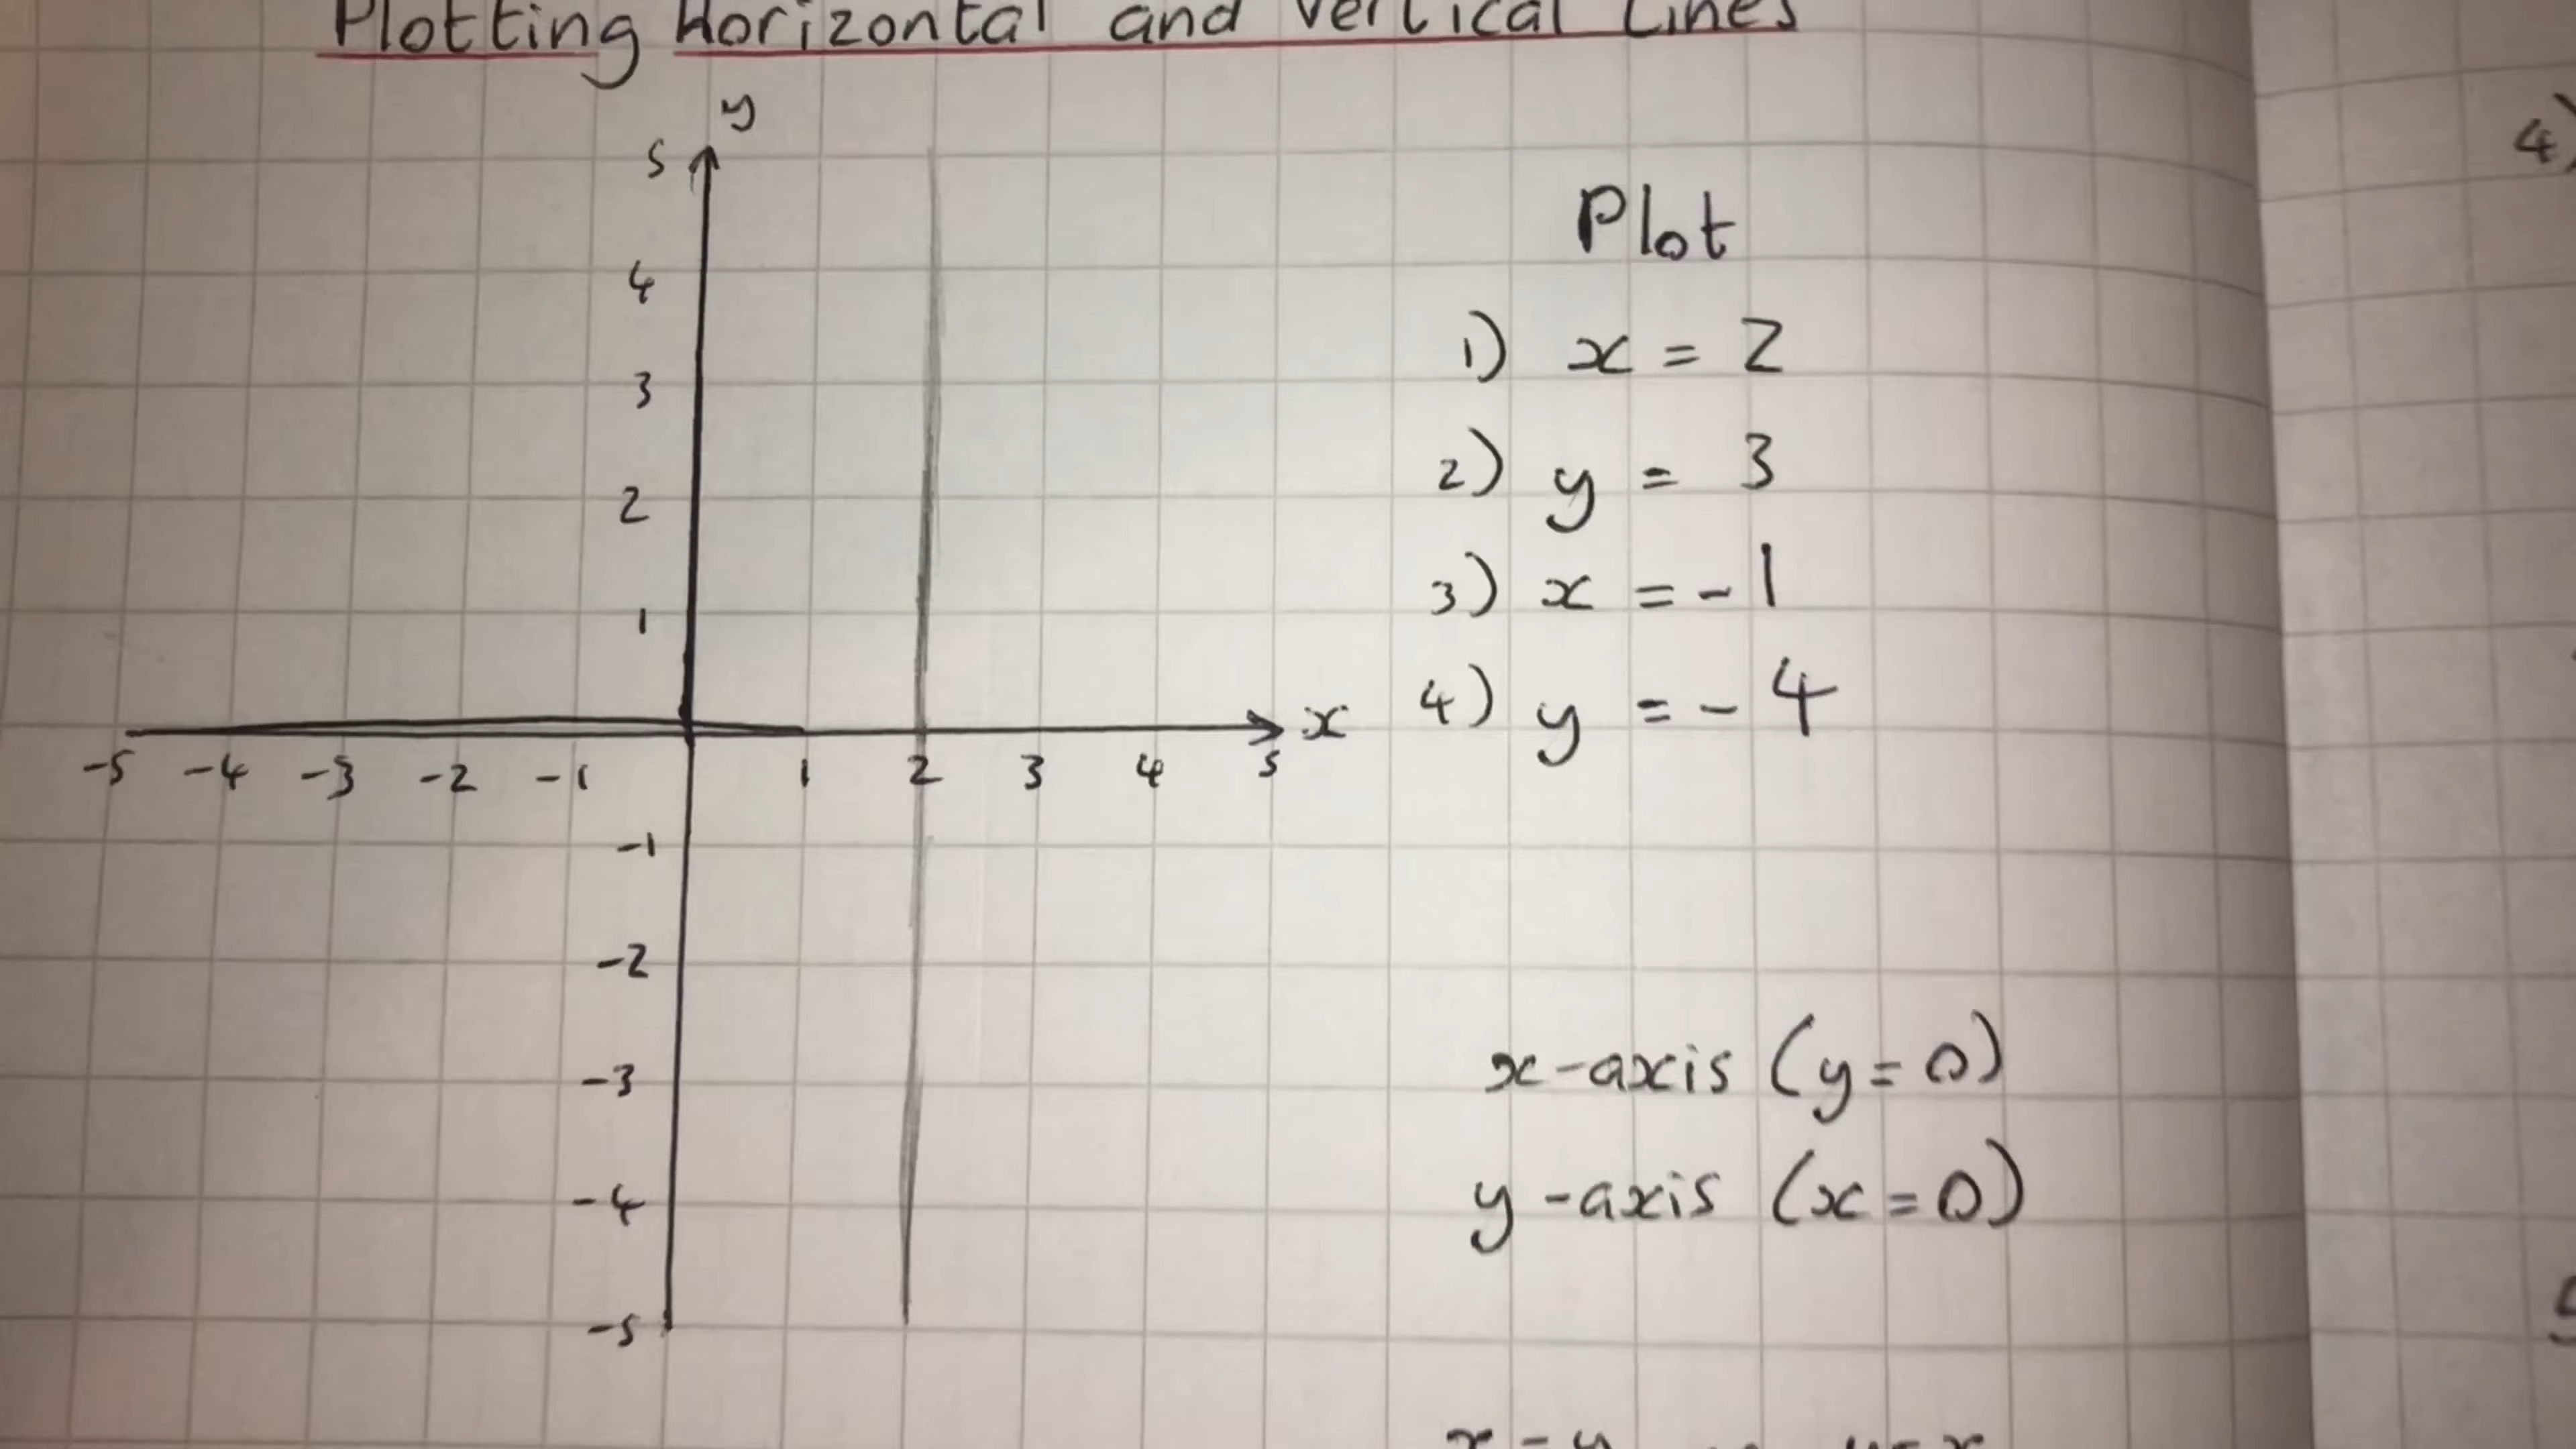 Plotting Horizontal and Vertical Lines
y
5
4
3
2
1
x
-5 -4 -3 -2 -1 1 2 3 4 5
-1
-2
-3
-4
-5
Plot
1) x = 2
2) y = 3
3) x = -1
4) y = -4
x-axis (y=0)
y-axis (x=0)
4)